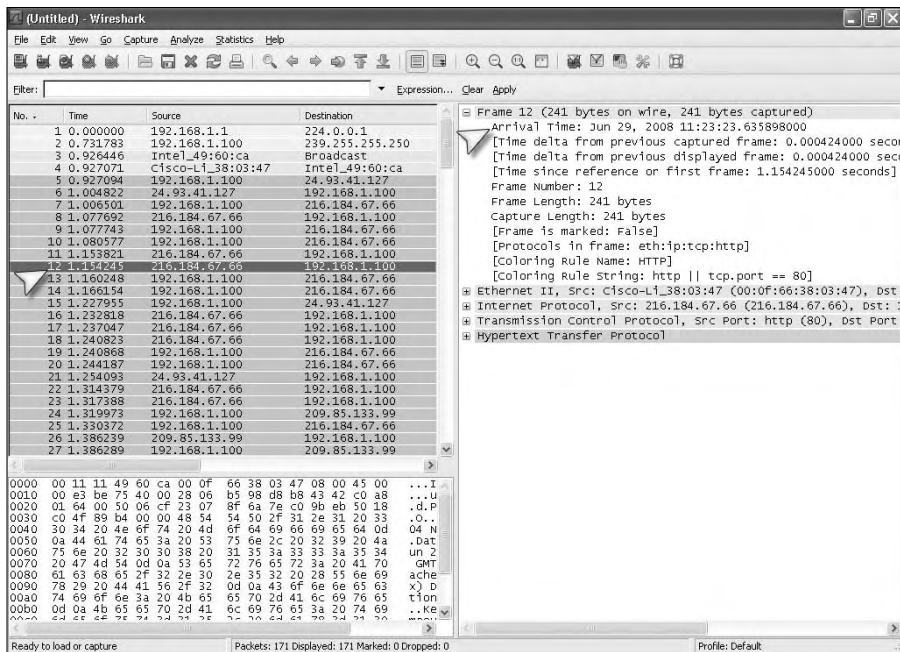 (Untitled) - Wireshark
File Edit View Go Capture Analyze Statistics Help
Filter: Expression... Clear Apply
No. . Time Source Destination
1 0.000000 192.168.1.1 224.0.0.1
2 0.731783 192.168.1.100 239.255.255.250
3 0.926446 Intel_49:60:ca Broadcast
4 0.927071 Cisco-Li_38:03:47 Intel_49:60:ca
5 0.927094 192.168.1.100 24.93.41.127
6 1.004822 24.93.41.127 192.168.1.100
7 1.006501 192.168.1.100 216.184.67.66
8 1.077692 216.184.67.66 192.168.1.100
9 1.077743 192.168.1.100 216.184.67.66
10 1.080577 192.168.1.100 216.184.67.66
11 1.153821 216.184.67.66 192.168.1.100
12 1.154245 216.184.67.66 192.168.1.100
13 1.160248 192.168.1.100 216.184.67.66
14 1.166154 192.168.1.100 216.184.67.66
15 1.227955 192.168.1.100 24.93.41.127
16 1.232818 216.184.67.66 192.168.1.100
17 1.237047 216.184.67.66 192.168.1.100
18 1.240823 192.168.1.100 216.184.67.66
19 1.240868 192.168.1.100 216.184.67.66
20 1.244187 192.168.1.100 216.184.67.66
21 1.254093 24.93.41.127 192.168.1.100
22 1.314379 216.184.67.66 192.168.1.100
23 1.317388 216.184.67.66 192.168.1.100
24 1.319973 192.168.1.100 209.85.133.99
25 1.330372 192.168.1.100 216.184.67.66
26 1.386239 209.85.133.99 192.168.1.100
27 1.386289 192.168.1.100 209.85.133.99
Frame 12 (241 bytes on wire, 241 bytes captured)
Arrival Time: Jun 29, 2008 11:23:23.635898000
[Time delta from previous captured frame: 0.000424000 secon
[Time delta from previous displayed frame: 0.000424000 seco
[Time since reference or first frame: 1.154245000 seconds]
Frame Number: 12
Frame Length: 241 bytes
Capture Length: 241 bytes
[Frame is marked: False]
[Protocols in frame: eth:ip:tcp:http]
[Coloring Rule Name: HTTP]
[Coloring Rule String: http || tcp.port == 80]
Ethernet II, Src: Cisco-Li_38:03:47 (00:0f:66:38:03:47), Dst
Internet Protocol, Src: 216.184.67.66 (216.184.67.66), Dst:
Transmission Control Protocol, Src Port: http (80), Dst Port
Hypertext Transfer Protocol
0000 00 11 11 49 60 ca 00 0f 66 38 03 47 08 00 45 00 ...I
0010 00 e3 be 75 40 00 28 06 b5 98 d8 b8 43 42 c0 a8 ...u
0020 01 64 00 50 06 cf 23 07 8f 6a 7e c0 9b eb 50 18 .d.P
0030 c0 4f 89 b4 00 00 48 54 54 50 2f 31 2e 31 20 33 .O..
0040 30 34 20 4e 6f 74 20 4d 6f 64 69 66 69 65 64 0d 04 N
0050 0a 44 61 74 65 3a 20 53 75 6e 2c 20 32 39 20 4a .Dat
0060 75 6e 20 32 30 30 38 20 31 35 3a 33 33 3a 35 34 un 2
0070 20 47 4d 54 0d 0a 53 65 72 76 65 72 3a 20 41 70 GMT
0080 61 63 68 65 2f 32 2e 30 2e 35 32 20 28 55 6e 69 ache
0090 78 29 20 44 41 56 2f 32 0d 0a 43 6f 6e 6e 65 63 x) D
00a0 74 69 6f 6e 3a 20 4b 65 65 70 2d 41 6c 69 76 65 tion
00b0 0d 0a 4b 65 65 70 2d 41 6c 69 76 65 3a 20 74 69 ..Ke
Ready to load or capture
Packets: 171 Displayed: 171 Marked: 0 Dropped: 0
Profile: Default